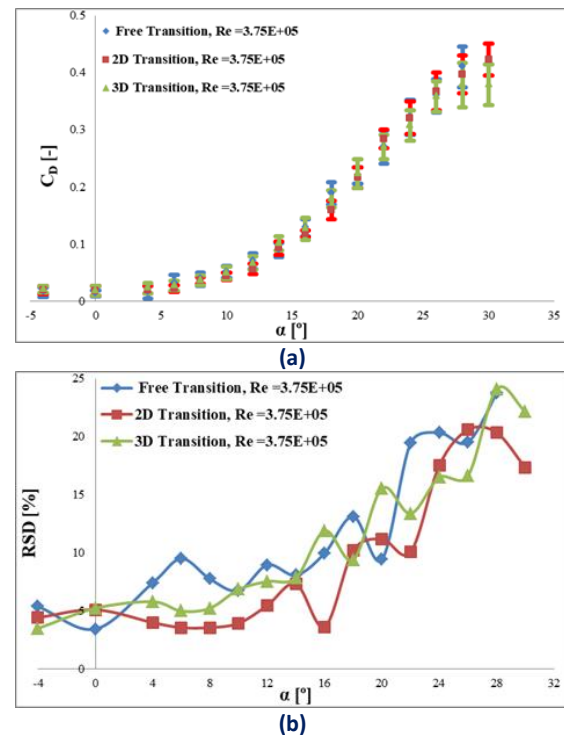 0.5
Free Transition, Re =3.75E+05
0.4
2D Transition, Re =3.75E+05
3D Transition, Re =3.75E+05
0.3
C_D [-]
0.2
0.1
0
-5 0 5 10 15 20 25 30 35
α [º]
(a)
25
Free Transition, Re =3.75E+05
2D Transition, Re =3.75E+05
20
3D Transition, Re =3.75E+05
15
RSD [%]
10
5
0
-4 0 4 8 12 16 20 24 28 32
α [º]
(b)